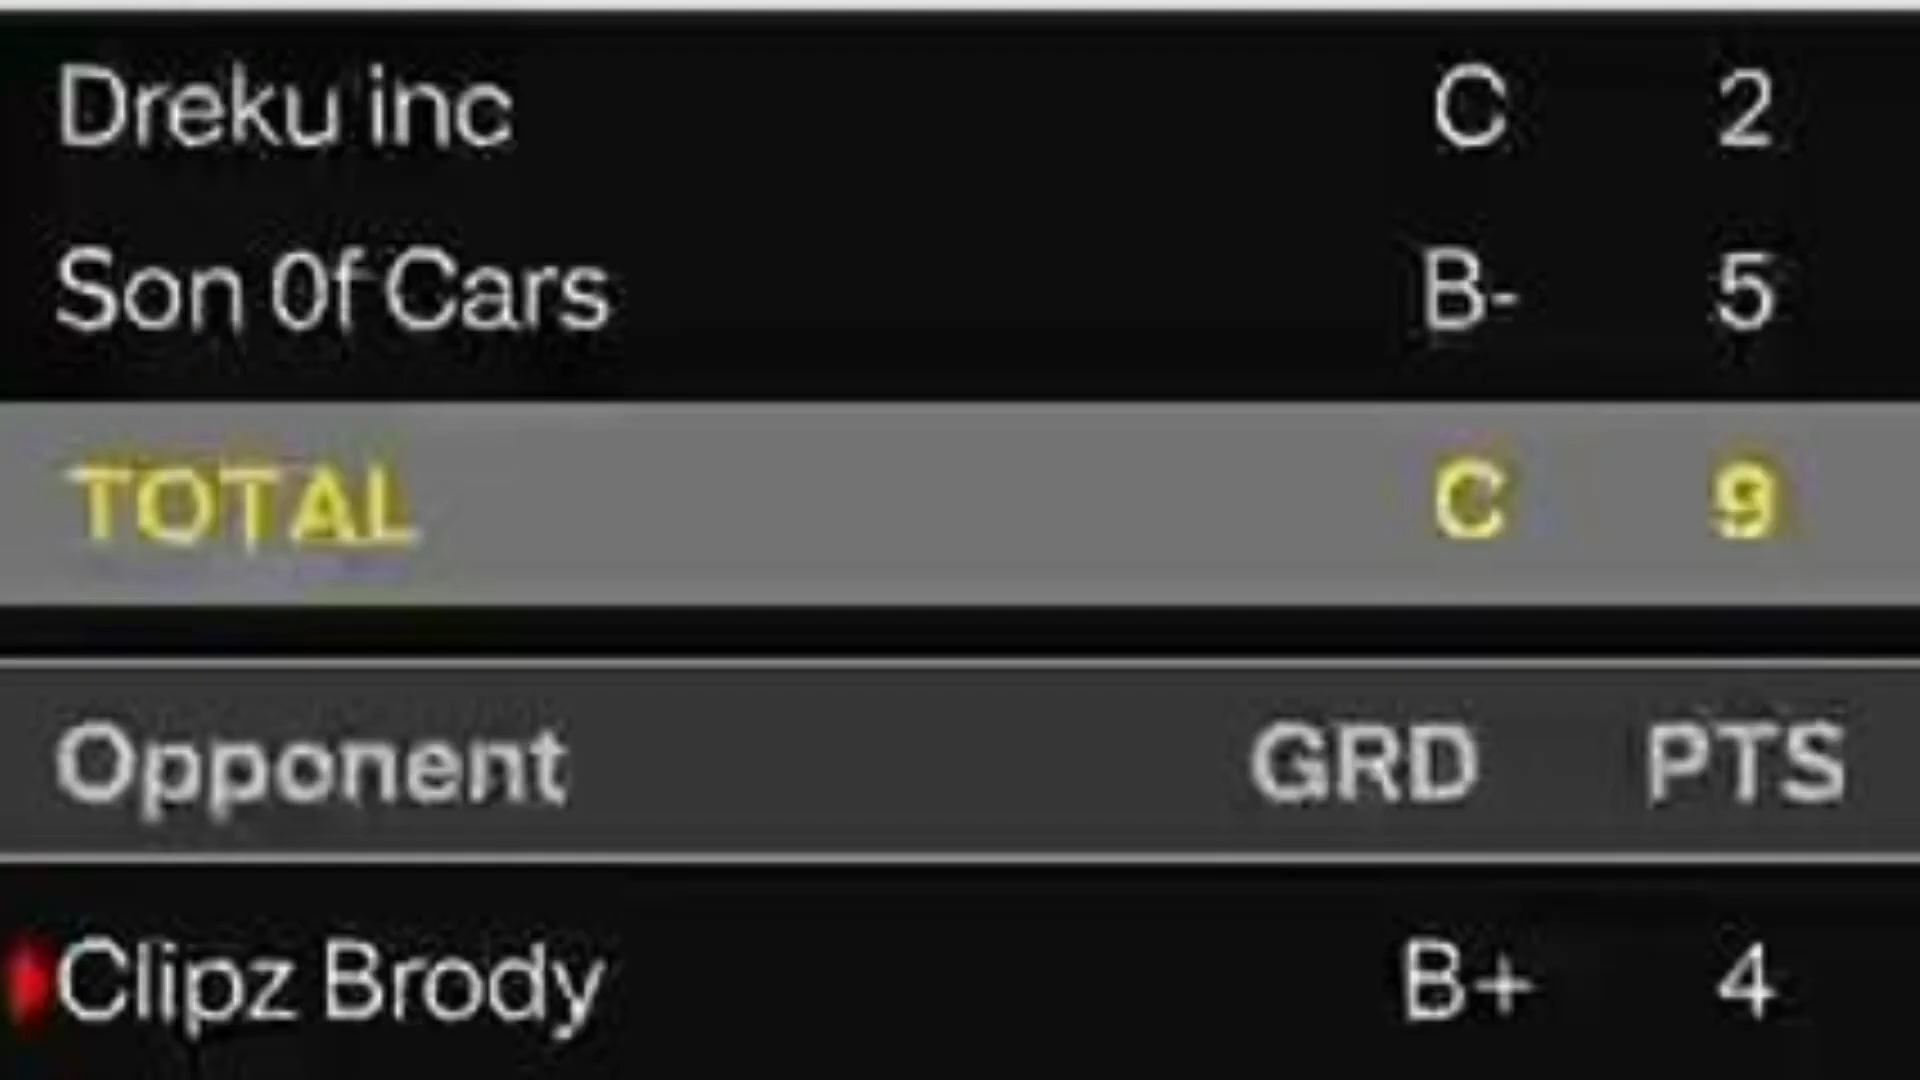 Dreku inc C 2
Son 0f Cars B- 5
TOTAL C 9
Opponent GRD PTS
Clipz Brody B+ 4